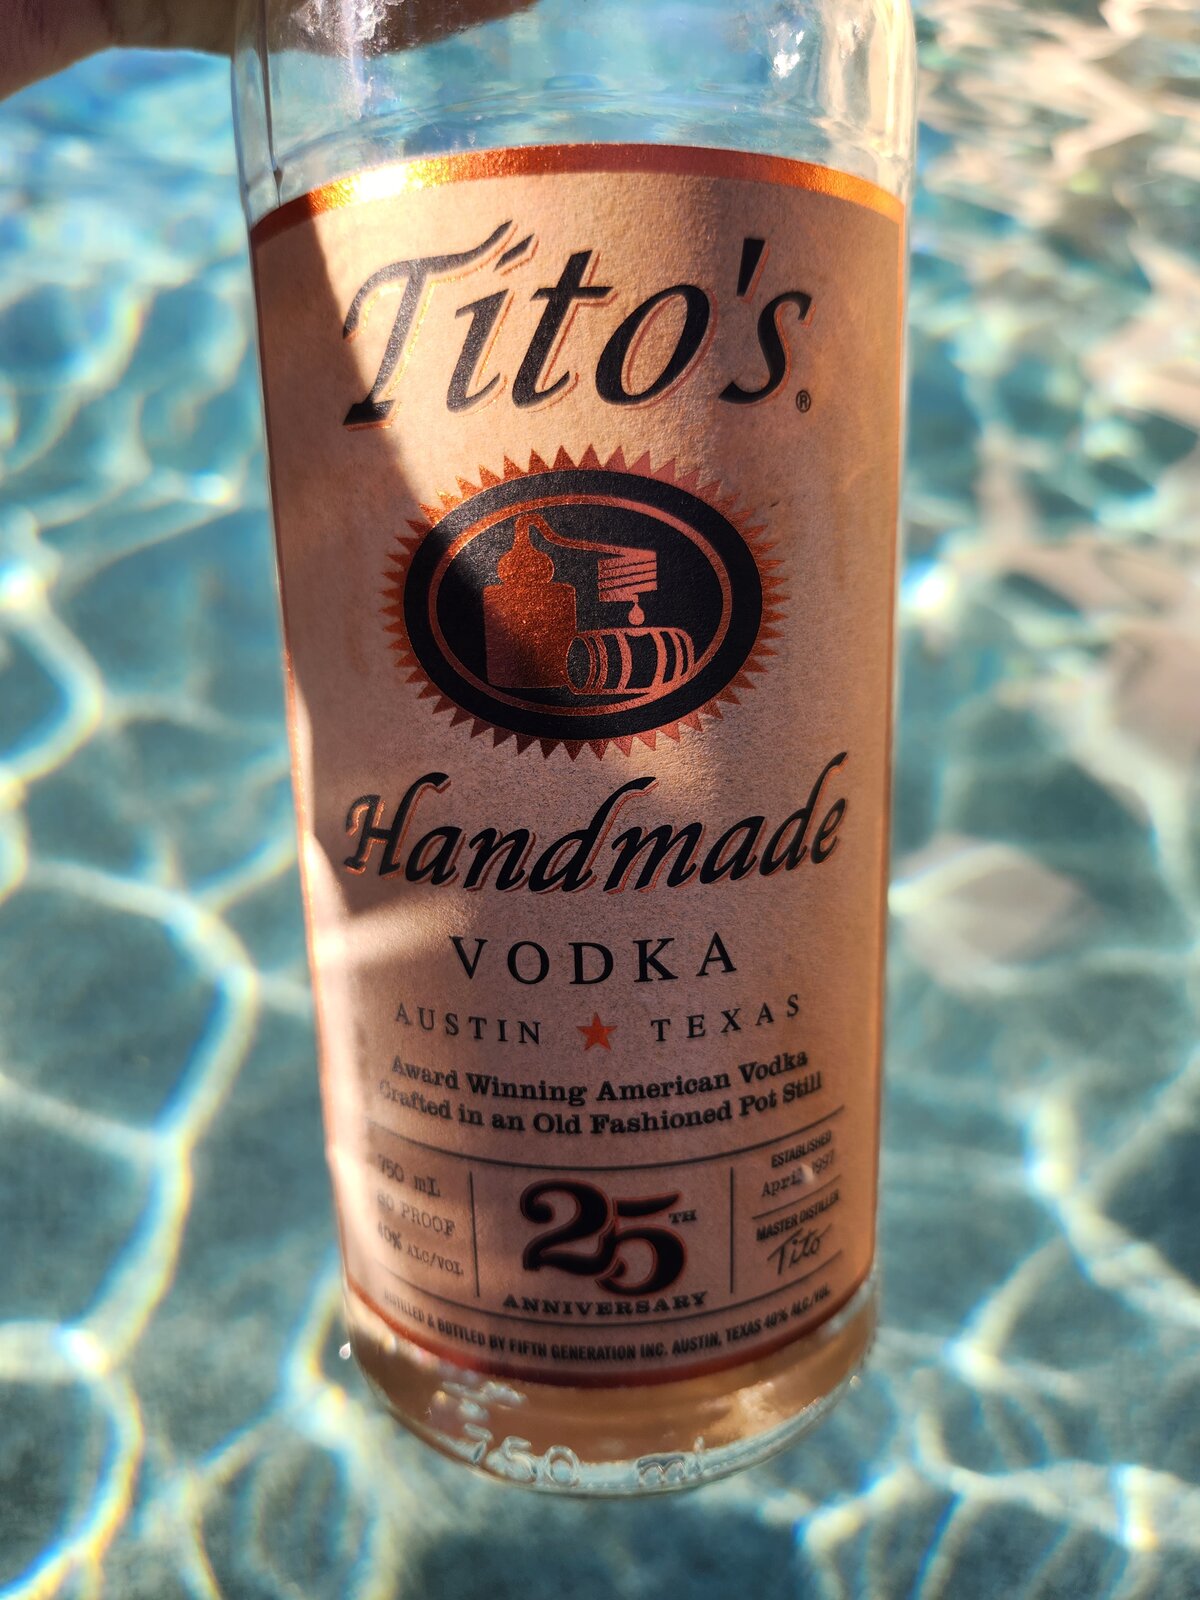 Tito's®
Handmade
VODKA
AUSTIN ★ TEXAS
Award Winning American Vodka
Crafted in an Old Fashioned Pot Still
750 mL
80 PROOF
40% ALC/VOL
25TH
ANNIVERSARY
ESTABLISHED
April 1997
MASTER DISTILLER
Tito
DISTILLED & BOTTLED BY FIFTH GENERATION INC. AUSTIN, TEXAS 40% ALC./VOL.
750 mL